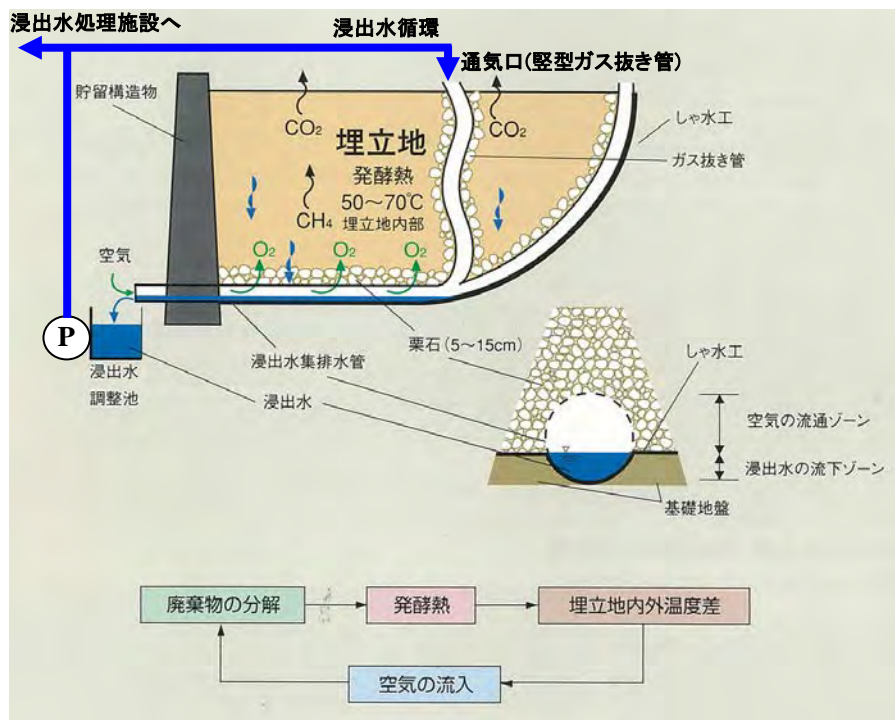 浸出水処理施設へ
浸出水循環
通気口(竪型ガス抜き管)
貯留構造物
CO₂
CO₂
しゃ水工
埋立地
ガス抜き管
発酵熱
50～70℃
CH₄
埋立地内部
O₂
O₂
O₂
空気
P
栗石(5～15cm)
しゃ水工
浸出水集排水管
浸出水
調整池
浸出水
空気の流通ゾーン
浸出水の流下ゾーン
基礎地盤
廃棄物の分解
発酵熱
埋立地内外温度差
空気の流入